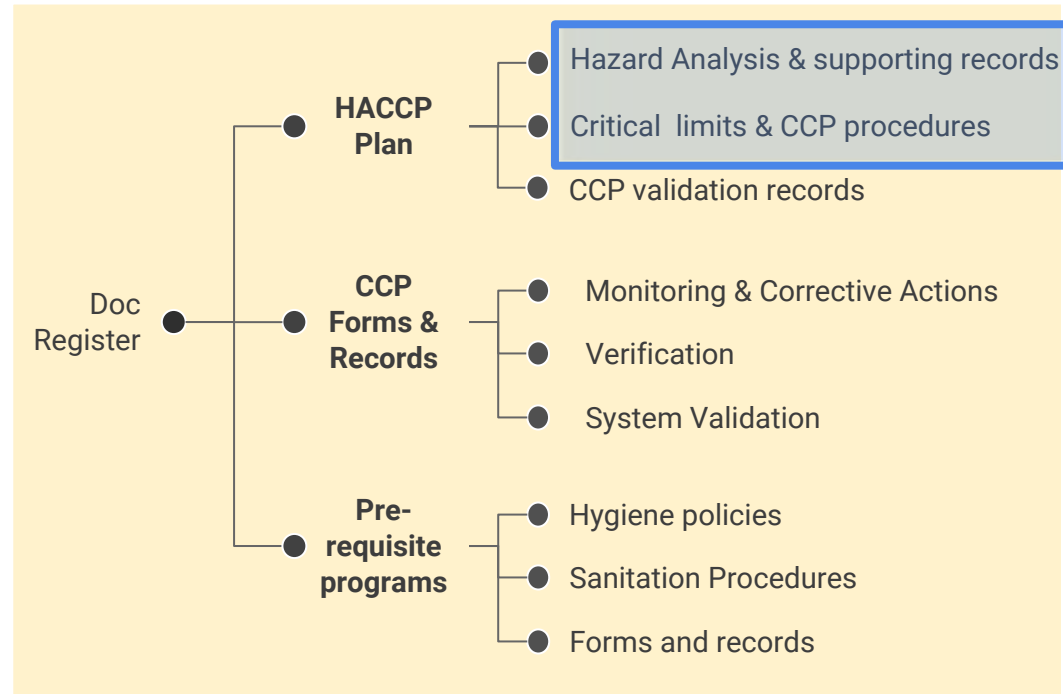 Hazard Analysis & supporting records
HACCP
Plan
Critical limits & CCP procedures
CCP validation records
Doc
Register
CCP
Forms &
Records
Monitoring & Corrective Actions
Verification
System Validation
Pre-
requisite
programs
Hygiene policies
Sanitation Procedures
Forms and records